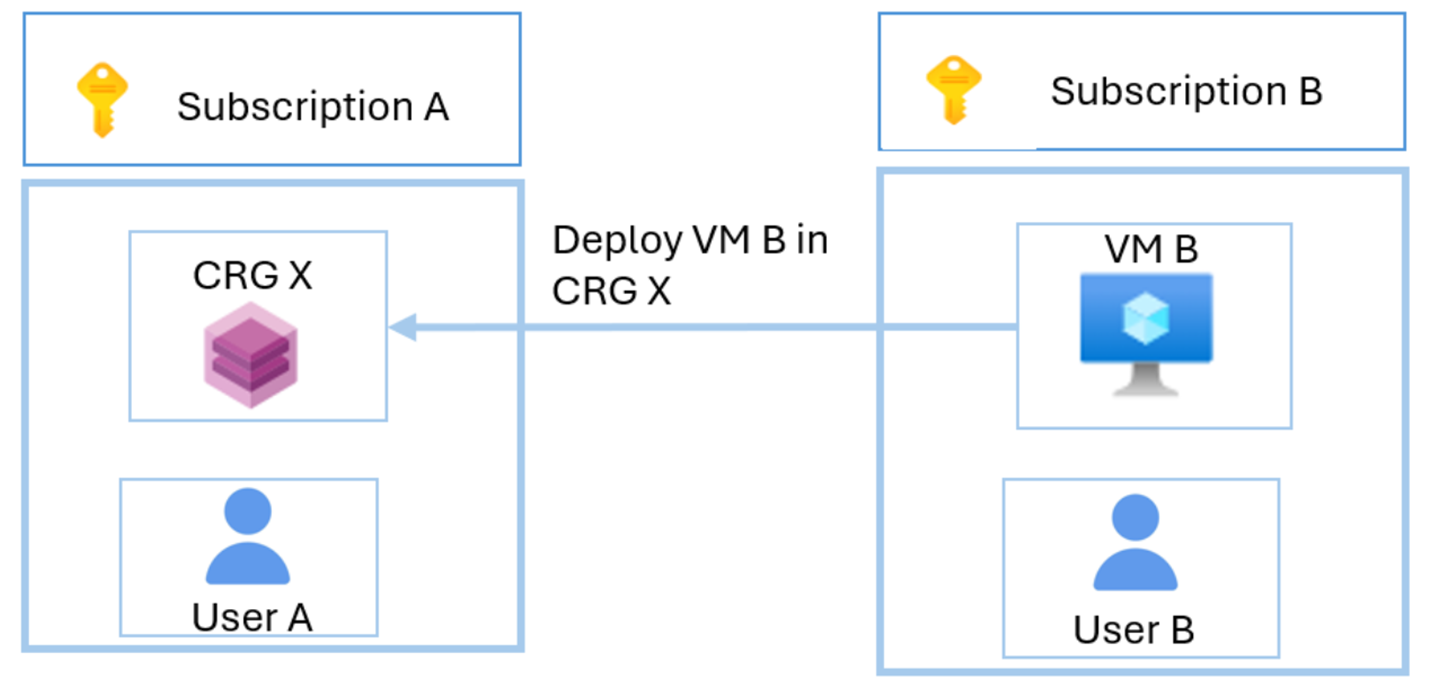 Subscription A
Subscription B
CRG X
Deploy VM B in
CRG X
VM B
User A
User B